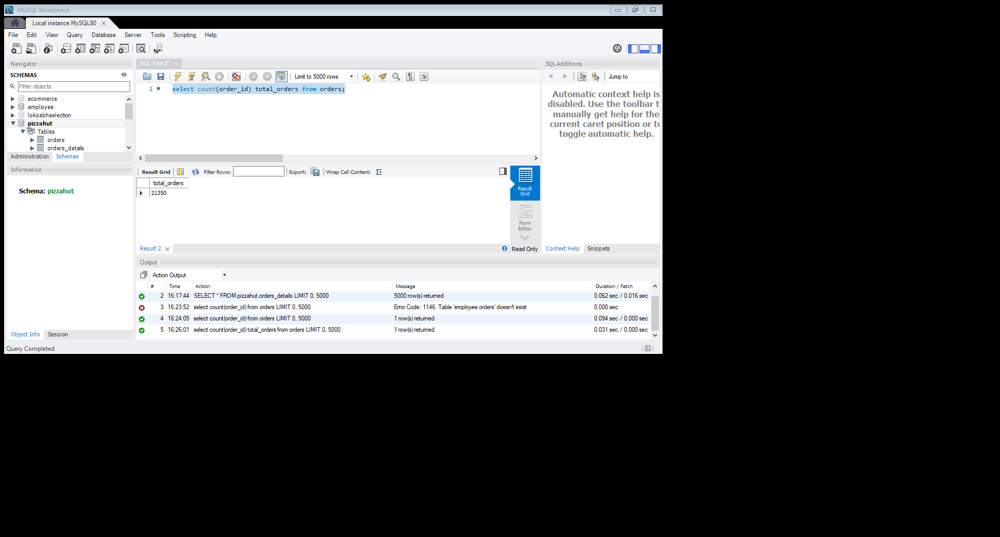 MySQL Workbench
Local instance MySQL80
File Edit View Query Database Server Tools Scripting Help
Navigator
SCHEMAS
Filter objects
ecommerce
employee
loksabhaelection
pizzahut
Tables
orders
orders_details
Administration Schemas
Information
Schema: pizzahut
Object Info Session
SQL File 9*
Limit to 5000 rows
1 select count(order_id) total_orders from orders;
Result Grid Filter Rows: Export: Wrap Cell Content:
total_orders
21350
Result
Grid
Form
Editor
Result 2 Read Only
SQLAdditions
Jump to
Automatic context help is
disabled. Use the toolbar t
manually get help for the
current caret position or to
toggle automatic help.
Context Help Snippets
Output
Action Output
# Time Action Message Duration / Fetch
2 16:17:44 SELECT * FROM pizzahut.orders_details LIMIT 0, 5000 5000 row(s) returned 0.062 sec / 0.016 sec
3 16:23:52 select count(order_id) from orders LIMIT 0, 5000 Error Code: 1146. Table 'employee.orders' doesn't exist 0.000 sec
4 16:24:05 select count(order_id) from orders LIMIT 0, 5000 1 row(s) returned 0.094 sec / 0.000 sec
5 16:26:01 select count(order_id) total_orders from orders LIMIT 0, 5000 1 row(s) returned 0.031 sec / 0.000 sec
Query Completed